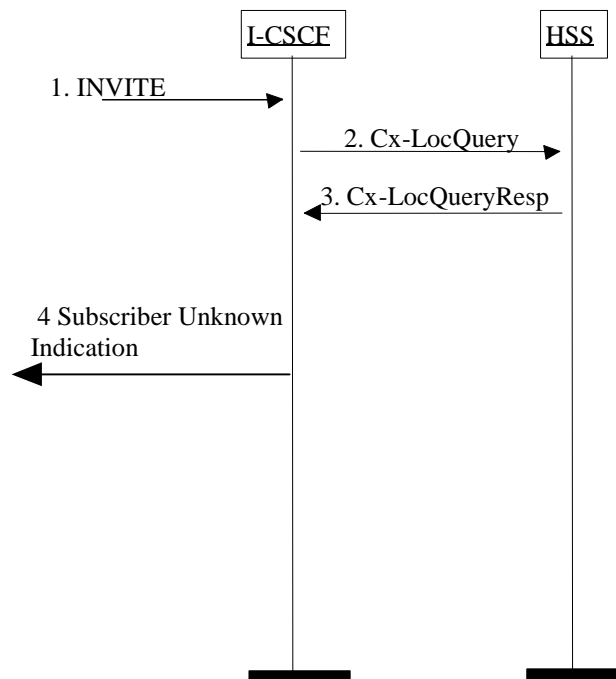 I-CSCF
HSS
1. INVITE
2. Cx-LocQuery
3. Cx-LocQueryResp
4 Subscriber Unknown
Indication